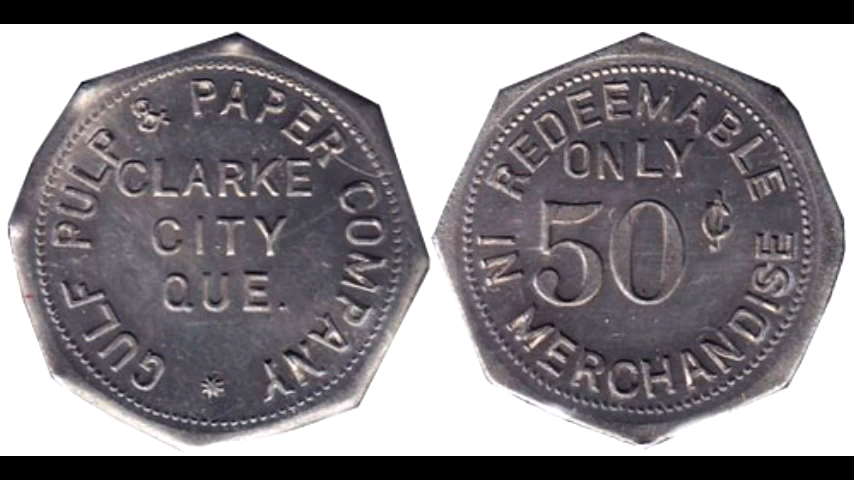 GULF PULP & PAPER COMPANY
CLARKE
CITY
QUE.
REDEEMABLE
ONLY
50¢
IN MERCHANDISE